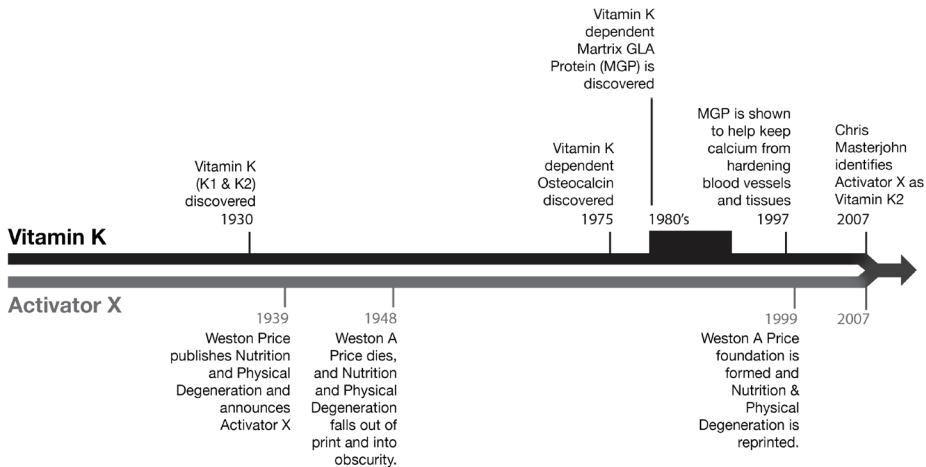 Vitamin K
dependent
Martrix GLA
Protein (MGP) is
discovered
MGP is shown
to help keep
calcium from
hardening
blood vessels
and tissues
1997
Chris
Masterjohn
identifies
Activator X as
Vitamin K2
2007
Vitamin K
(K1 & K2)
discovered
1930
Vitamin K
dependent
Osteocalcin
discovered
1975
1980's
Vitamin K
Activator X
1939
Weston Price
publishes Nutrition
and Physical
Degeneration and
announces
Activator X
1948
Weston A
Price dies,
and Nutrition
and Physical
Degeneration
falls out of
print and into
obscurity.
1999
Weston A Price
foundation is
formed and
Nutrition &
Physical
Degeneration is
reprinted.
2007